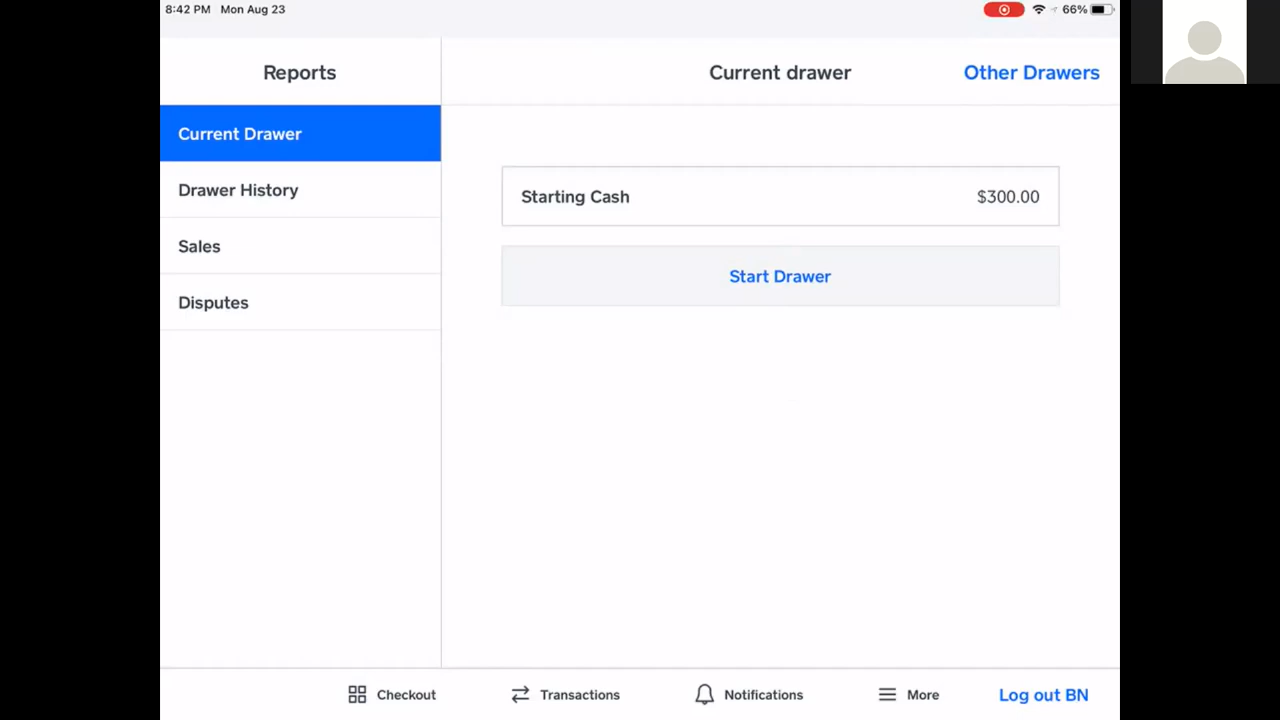 8:42 PM Mon Aug 23
66%
Reports
Current drawer
Other Drawers
Current Drawer
Drawer History
Sales
Disputes
Starting Cash $300.00
Start Drawer
Checkout
Transactions
Notifications
More
Log out BN